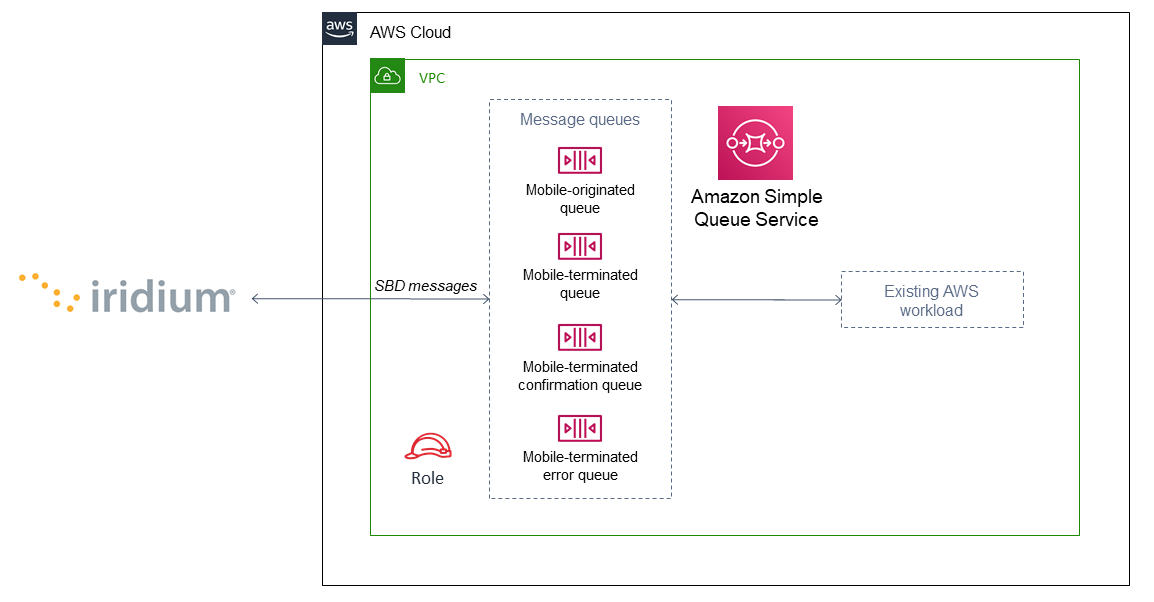 aws
AWS Cloud
VPC
Message queues
Mobile-originated
queue
Mobile-terminated
queue
Mobile-terminated
confirmation queue
Mobile-terminated
error queue
Amazon Simple
Queue Service
iridium®
SBD messages
Existing AWS
workload
Role